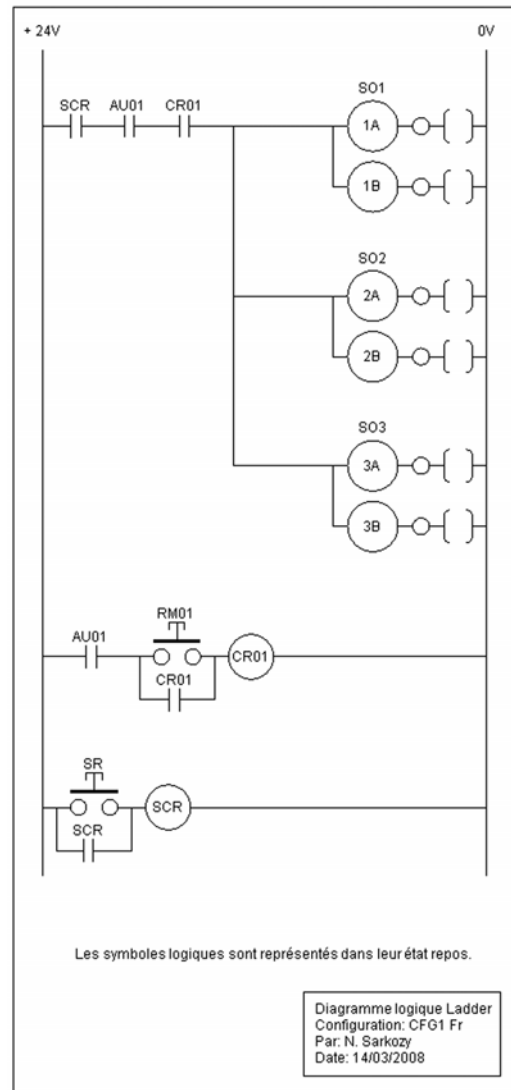 + 24V 0V
SO1
SCR AU01 CR01
1A
1B
SO2
2A
2B
SO3
3A
3B
RM01
AU01
CR01
CR01
SR
SCR
SCR
Les symboles logiques sont représentés dans leur état repos.
Diagramme logique Ladder
Configuration: CFG1 Fr
Par: N. Sarkozy
Date: 14/03/2008